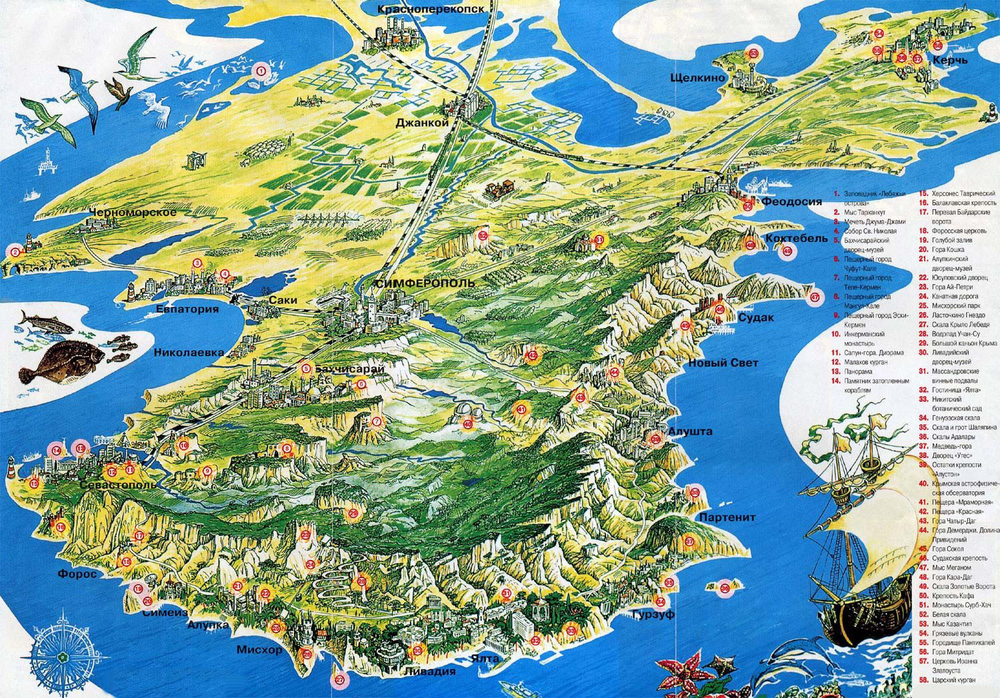 Красноперекопск
Щелкино
Керчь
Джанкой
Феодосия
Черноморское
Коктебель
СИМФЕРОПОЛЬ
Саки
Евпатория
Судак
Николаевка
Новый Свет
Бахчисарай
Алушта
Севастополь
Партенит
Форос
Симеиз
Гурзуф
Алупка
Мисхор
Ялта
Ливадия
1. Заповадник «Лебяжьи
острова»
2. Мыс Тарханкут
3. Мечеть Джума-Джами
4. Собор Св. Николая
5. Бахчисарайский
дворец-музей
6. Пещерный город
Чуфут-Кале
7. Пещерный город
Тепе-Кермен
8. Пещерный город
Мангуп-Кале
9. Пещерный город Эски-
Кермен
10. Инкерманский
монастырь
11. Сапун-гора. Диорама
12. Малахов курган
13. Панорама
14. Памятник затопленным
кораблям
15. Херсонес Таврический
16. Балаклавская крепость
17. Перевал Байдарские
ворота
18. Форосская церковь
19. Голубой залив
20. Гора Кошка
21. Алупкинский
дворец-музей
22. Юсуповский дворец
23. Гора Ай-Петри
24. Канатная дорога
25. Мисхорский парк
26. Ласточкино Гнездо
27. Скала Крыло Лебедя
28. Водопад Учан-Су
29. Большой каньон Крыма
30. Ливадийский
дворец-музей
31. Массандровские
винные подвалы
32. Гостиница «Ялта»
33. Никитский
ботанический сад
34. Генуэзская скала
35. Скала и грот Шаляпина
36. Скалы Адалары
37. Медведь-гора
38. Дворец «Утес»
39. Остатки крепости
«Алустон»
40. Крымская астрофизиче-
ская обсерватория
41. Пещера «Мраморная»
42. Пещера «Красная»
43. Гора Чатыр-Даг
44. Гора Демерджи. Долина
Привидений
45. Гора Сокол
46. Судакская крепость
47. Мыс Меганом
48. Гора Кара-Даг
49. Скала Золотые Ворота
50. Крепость Кафа
51. Монастырь Сурб-Хач
52. Белая скала
53. Мыс Казантип
54. Грязевые вулканы
55. Городище Пантикапей
56. Гора Митридат
57. Церковь Иоанна
Златоуста
58. Царский курган